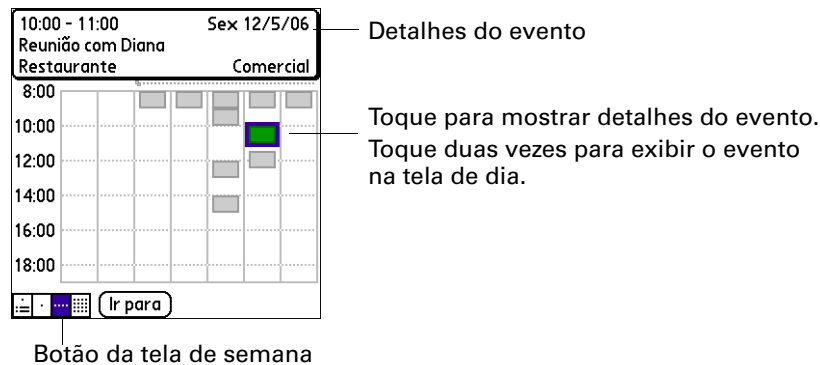 10:00 - 11:00 Sex 12/5/06
Reunião com Diana
Restaurante Comercial
Detalhes do evento
8:00
10:00
12:00
14:00
16:00
18:00
Toque para mostrar detalhes do evento.
Toque duas vezes para exibir o evento
na tela de dia.
Ir para
Botão da tela de semana